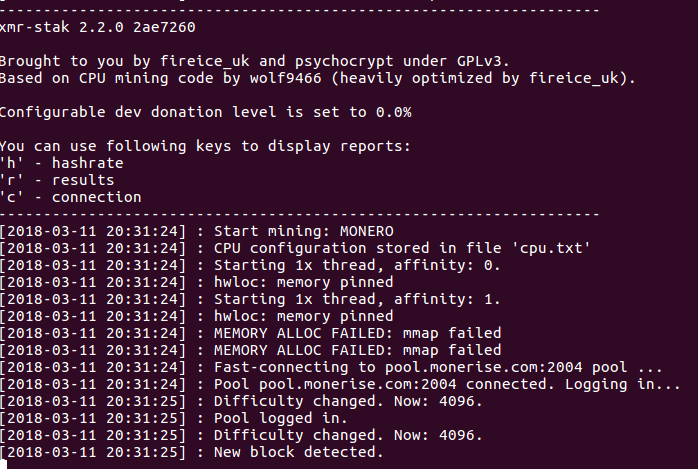 ------------------------------------------------------------------
xmr-stak 2.2.0 2ae7260
Brought to you by fireice_uk and psychocrypt under GPLv3.
Based on CPU mining code by wolf9466 (heavily optimized by fireice_uk).
Configurable dev donation level is set to 0.0%
You can use following keys to display reports:
'h' - hashrate
'r' - results
'c' - connection
------------------------------------------------------------------
[2018-03-11 20:31:24] : Start mining: MONERO
[2018-03-11 20:31:24] : CPU configuration stored in file 'cpu.txt'
[2018-03-11 20:31:24] : Starting 1x thread, affinity: 0.
[2018-03-11 20:31:24] : hwloc: memory pinned
[2018-03-11 20:31:24] : Starting 1x thread, affinity: 1.
[2018-03-11 20:31:24] : hwloc: memory pinned
[2018-03-11 20:31:24] : MEMORY ALLOC FAILED: mmap failed
[2018-03-11 20:31:24] : MEMORY ALLOC FAILED: mmap failed
[2018-03-11 20:31:24] : Fast-connecting to pool.monerise.com:2004 pool ...
[2018-03-11 20:31:24] : Pool pool.monerise.com:2004 connected. Logging in...
[2018-03-11 20:31:25] : Difficulty changed. Now: 4096.
[2018-03-11 20:31:25] : Pool logged in.
[2018-03-11 20:31:25] : Difficulty changed. Now: 4096.
[2018-03-11 20:31:25] : New block detected.